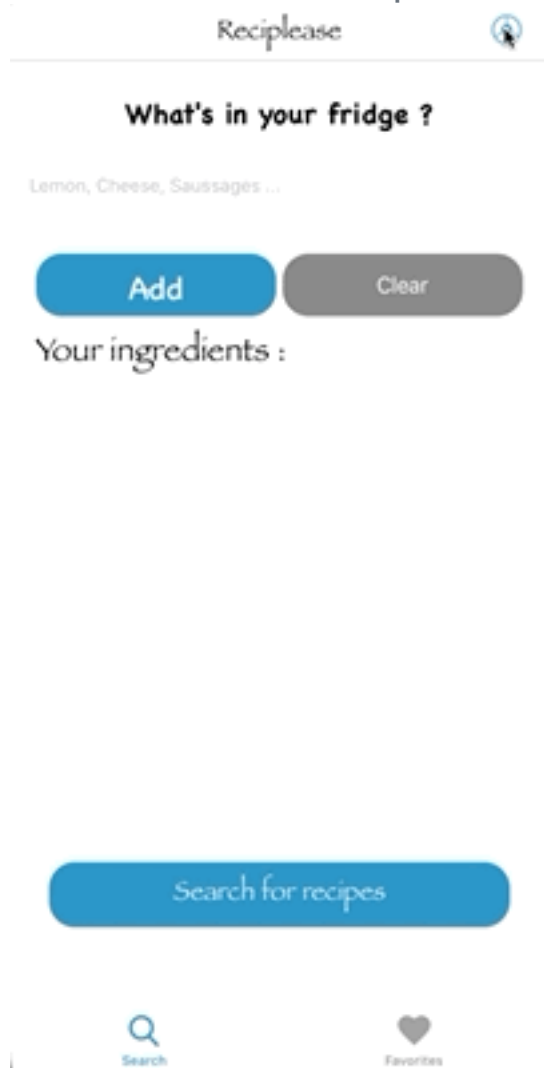 Reciplease
What's in your fridge ?
Lemon, Cheese, Saussages ...
Add
Clear
Your ingredients :
Search for recipes
Search
Favorites